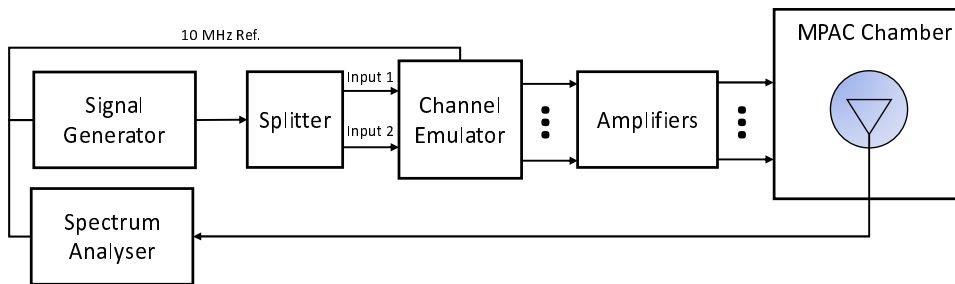 10 MHz Ref.
MPAC Chamber
Signal
Generator
Splitter
Input 1
Input 2
Channel
Emulator
Amplifiers
Spectrum
Analyser